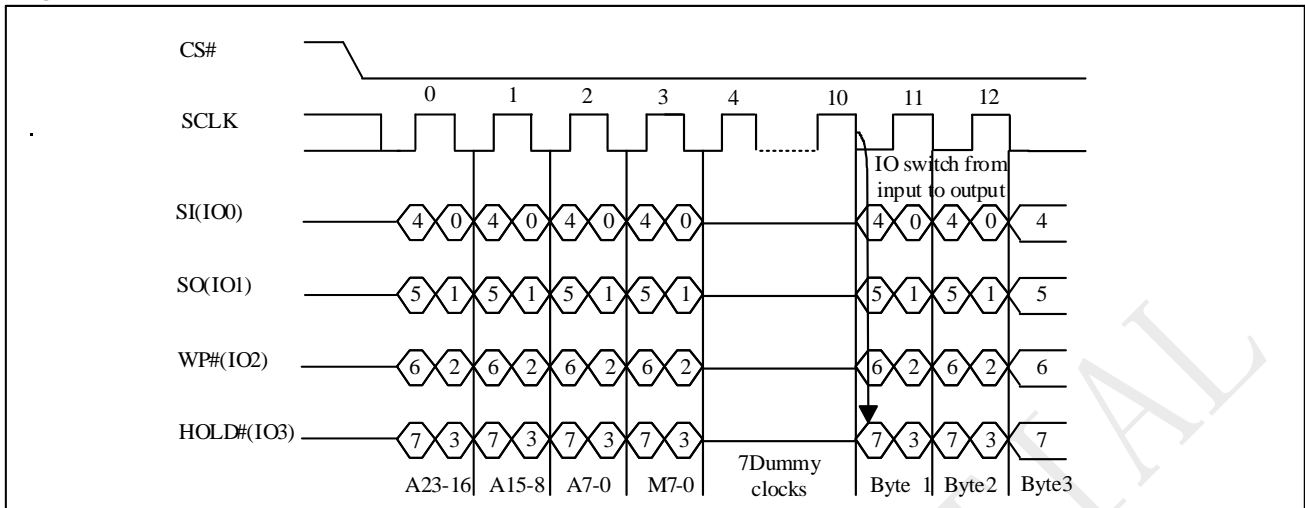 CS#
0 1 2 3 4 10 11 12
SCLK
IO switch from
input to output
SI(IO0) 4 0 4 0 4 0 4 0 4 0 4 0 4
SO(IO1) 5 1 5 1 5 1 5 1 5 1 5 1 5
WP#(IO2) 6 2 6 2 6 2 6 2 6 2 6 2 6
HOLD#(IO3) 7 3 7 3 7 3 7 3 7 3 7 3 7
A23-16 A15-8 A7-0 M7-0 7Dummy clocks Byte 1 Byte2 Byte3